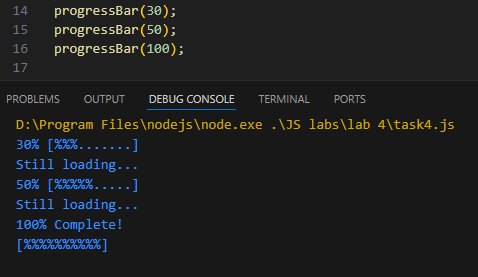 14 progressBar(30);
15 progressBar(50);
16 progressBar(100);
17
PROBLEMS OUTPUT DEBUG CONSOLE TERMINAL PORTS
D:\Program Files\nodejs\node.exe .\JS labs\lab 4\task4.js
30% [%%%.......]
Still loading...
50% [%%%%%.....]
Still loading...
100% Complete!
[%%%%%%%%%%]